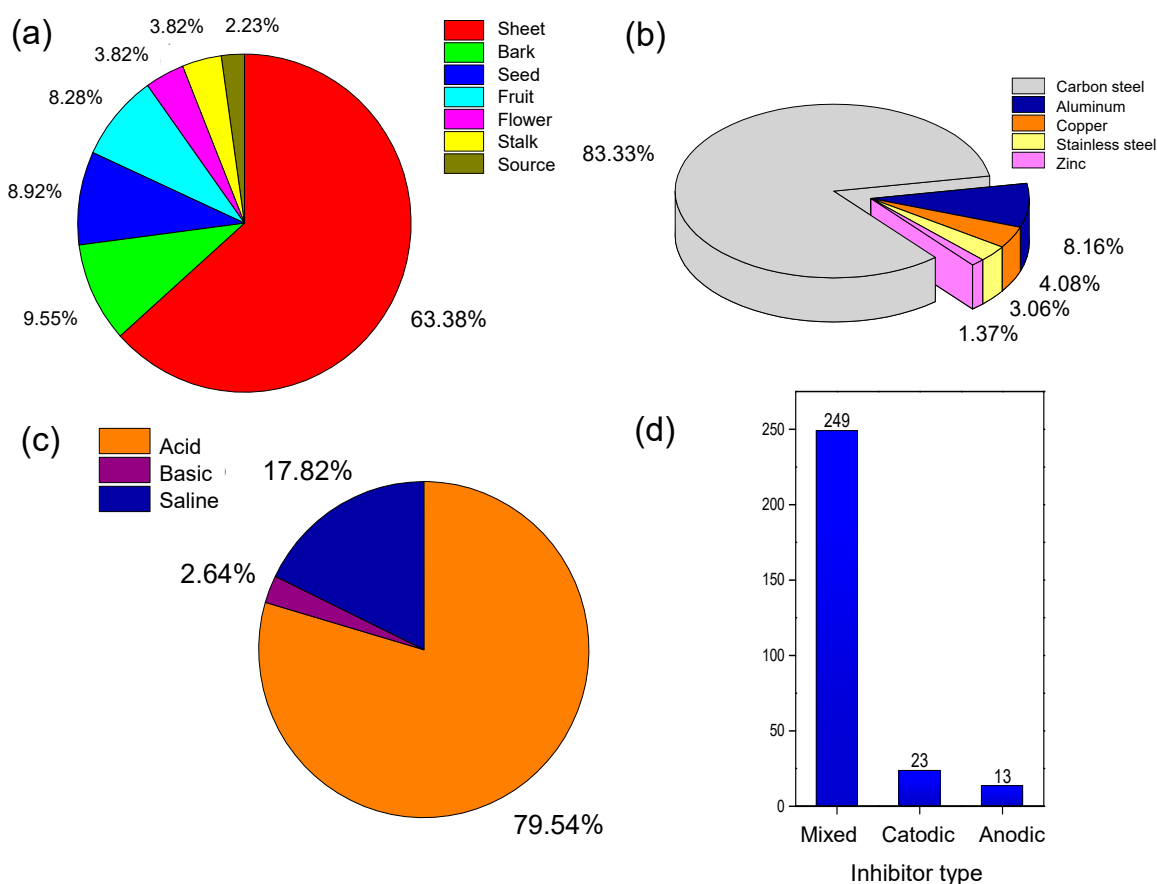 (a)
3.82%
2.23%
3.82%
8.28%
8.92%
9.55%
63.38%
Sheet
Bark
Seed
Fruit
Flower
Stalk
Source
(b)
83.33%
Carbon steel
Aluminum
Copper
Stainless steel
Zinc
8.16%
4.08%
3.06%
1.37%
(c)
Acid
Basic
Saline
17.82%
2.64%
79.54%
(d)
250
200
150
100
50
0
249
23
13
Mixed Catodic Anodic
Inhibitor type